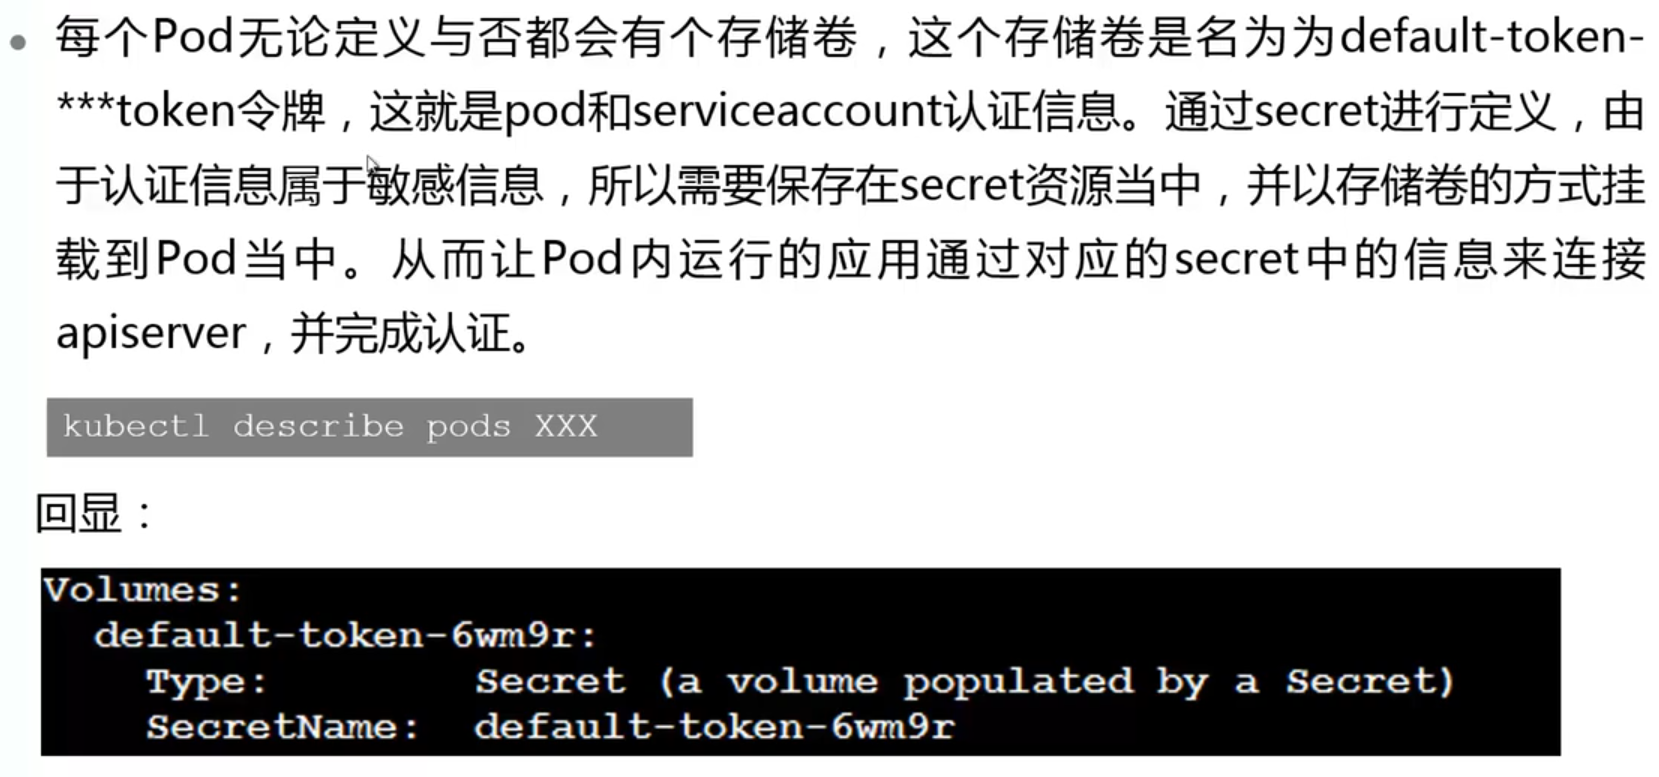 每个Pod无论定义与否都会有个存储卷，这个存储卷是名为为default-token-
***token令牌，这就是pod和serviceaccount认证信息。通过secret进行定义，由
于认证信息属于敏感信息，所以需要保存在secret资源当中，并以存储卷的方式挂
载到Pod当中。从而让Pod内运行的应用通过对应的secret中的信息来连接
apiserver，并完成认证。
kubectl describe pods XXX
回显：
Volumes:
  default-token-6wm9r:
    Type:        Secret (a volume populated by a Secret)
    SecretName:  default-token-6wm9r